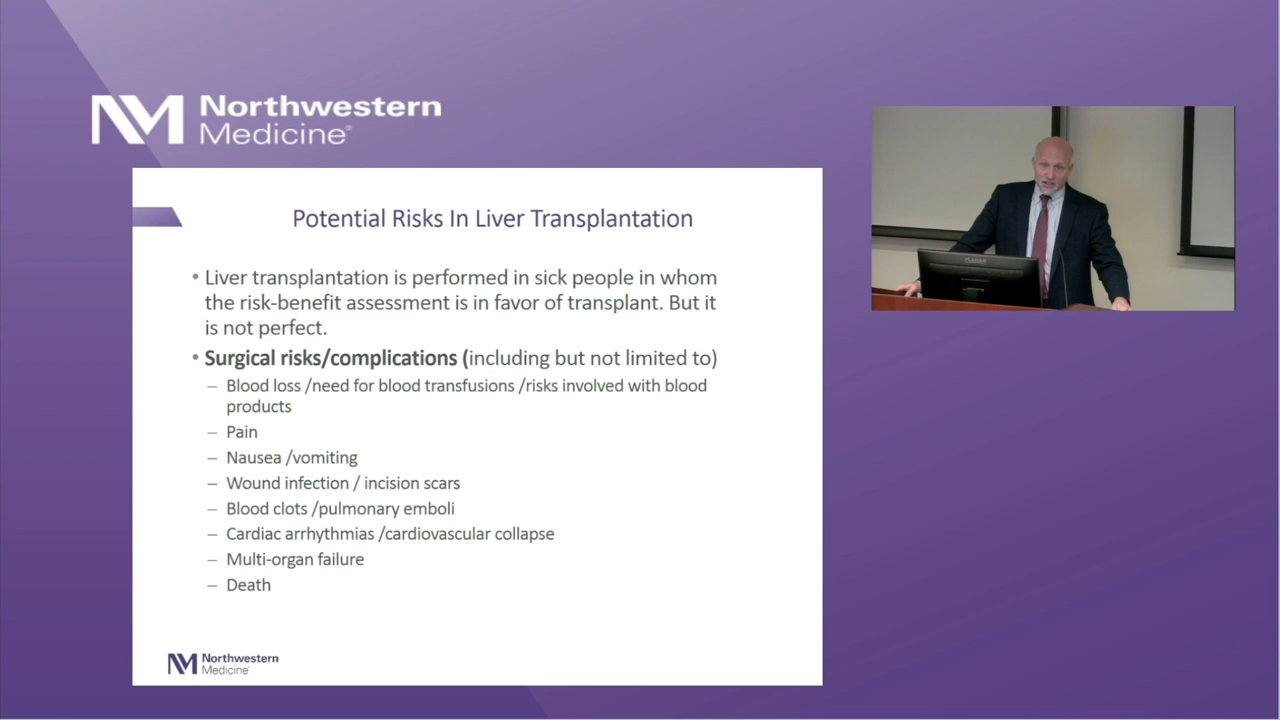 Northwestern
Medicine®
Potential Risks In Liver Transplantation
• Liver transplantation is performed in sick people in whom
the risk-benefit assessment is in favor of transplant. But it
is not perfect.
• Surgical risks/complications (including but not limited to)
– Blood loss /need for blood transfusions /risks involved with blood
products
– Pain
– Nausea /vomiting
– Wound infection / incision scars
– Blood clots /pulmonary emboli
– Cardiac arrhythmias /cardiovascular collapse
– Multi-organ failure
– Death
Northwestern
Medicine